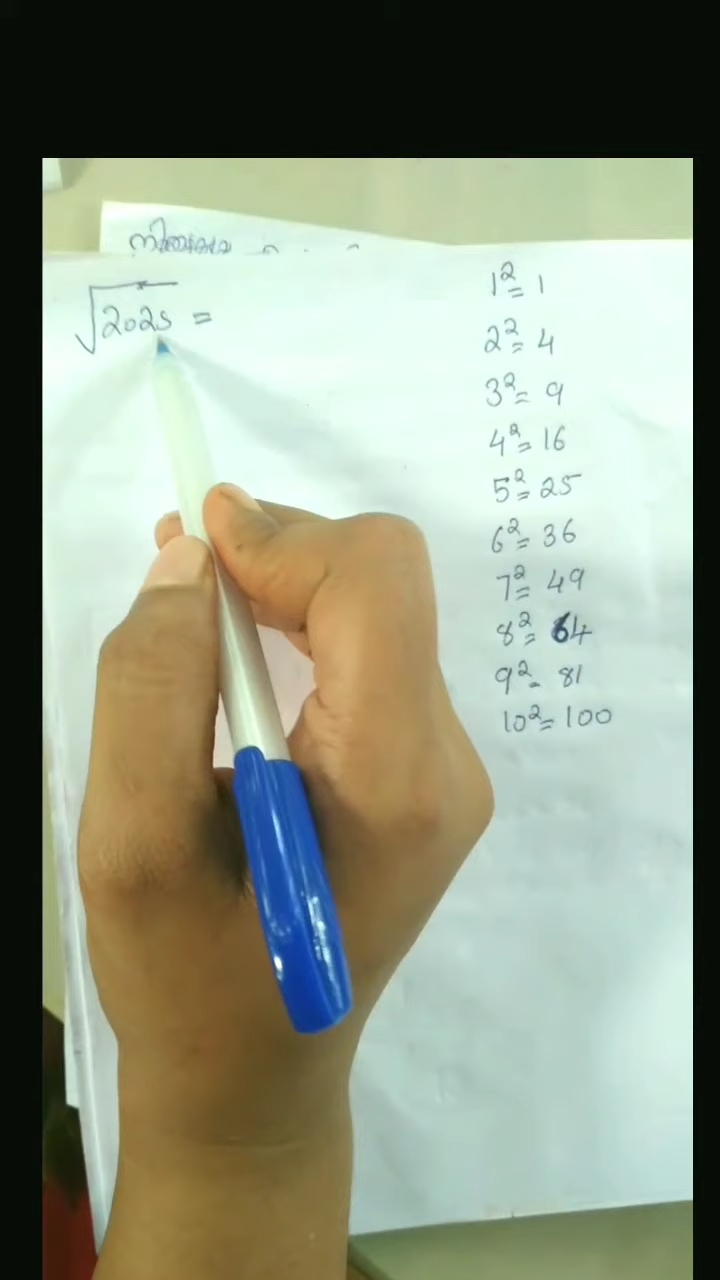 √2025 =
1² = 1
2² = 4
3² = 9
4² = 16
5² = 25
6² = 36
7² = 49
8² = 64
9² = 81
10² = 100